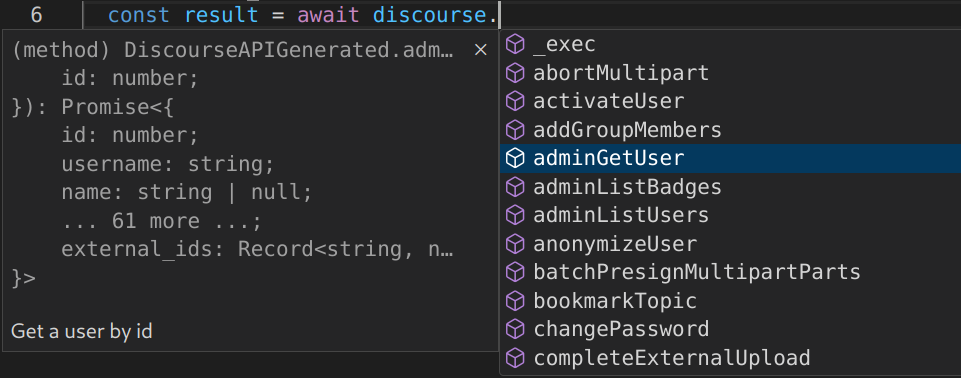 6 const result = await discourse.
(method) DiscourseAPIGenerated.adm… ×
id: number;
}): Promise<{
id: number;
username: string;
name: string | null;
... 61 more ...;
external_ids: Record<string, n…
}>
Get a user by id
_exec
abortMultipart
activateUser
addGroupMembers
adminGetUser
adminListBadges
adminListUsers
anonymizeUser
batchPresignMultipartParts
bookmarkTopic
changePassword
completeExternalUpload